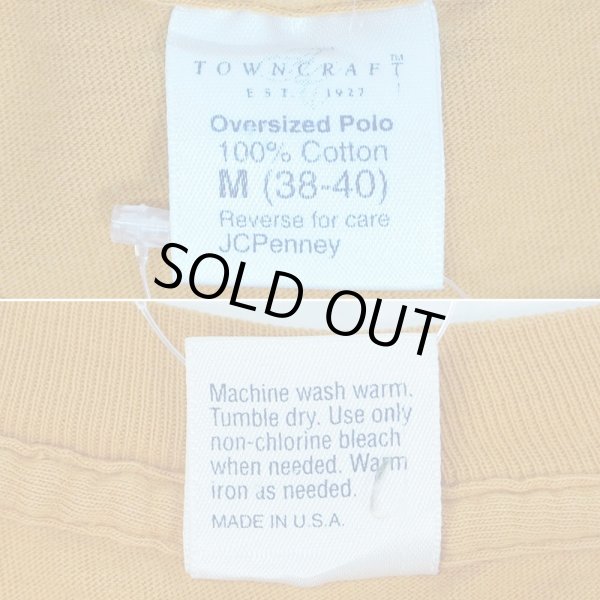 TOWNCRAFT™
EST. 1927
Oversized Polo
100% Cotton
M (38-40)
Reverse for care
JCPenney
SOLD OUT
Machine wash warm.
Tumble dry. Use only
non-chlorine bleach
when needed. Warm
iron as needed.
MADE IN U.S.A.